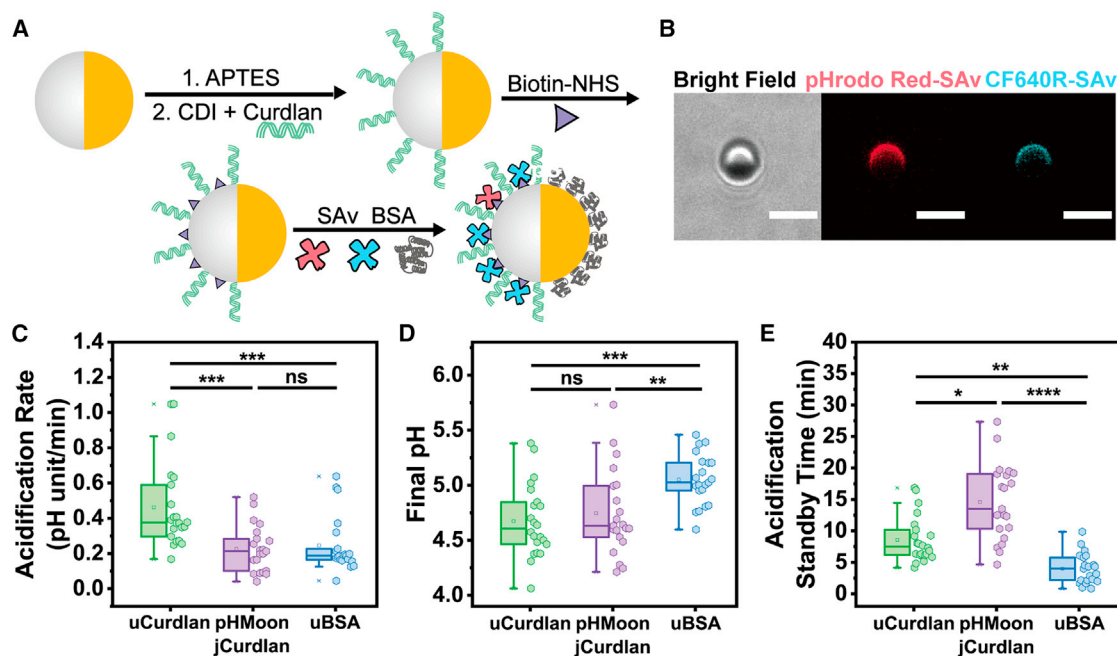 A
1. APTES
2. CDI + Curdlan
Biotin-NHS
SAv BSA
B
Bright Field pHrodo Red-SAv CF640R-SAv
C
Acidification Rate
(pH unit/min)
1.4
1.2
1.0
0.8
0.6
0.4
0.2
0.0
***
***
ns
uCurdlan pHMoon uBSA
jCurdlan
D
Final pH
6.0
5.5
5.0
4.5
4.0
***
ns
**
uCurdlan pHMoon uBSA
jCurdlan
E
Acidification
Standby Time (min)
40
35
30
25
20
15
10
5
0
**
*
****
uCurdlan pHMoon uBSA
jCurdlan